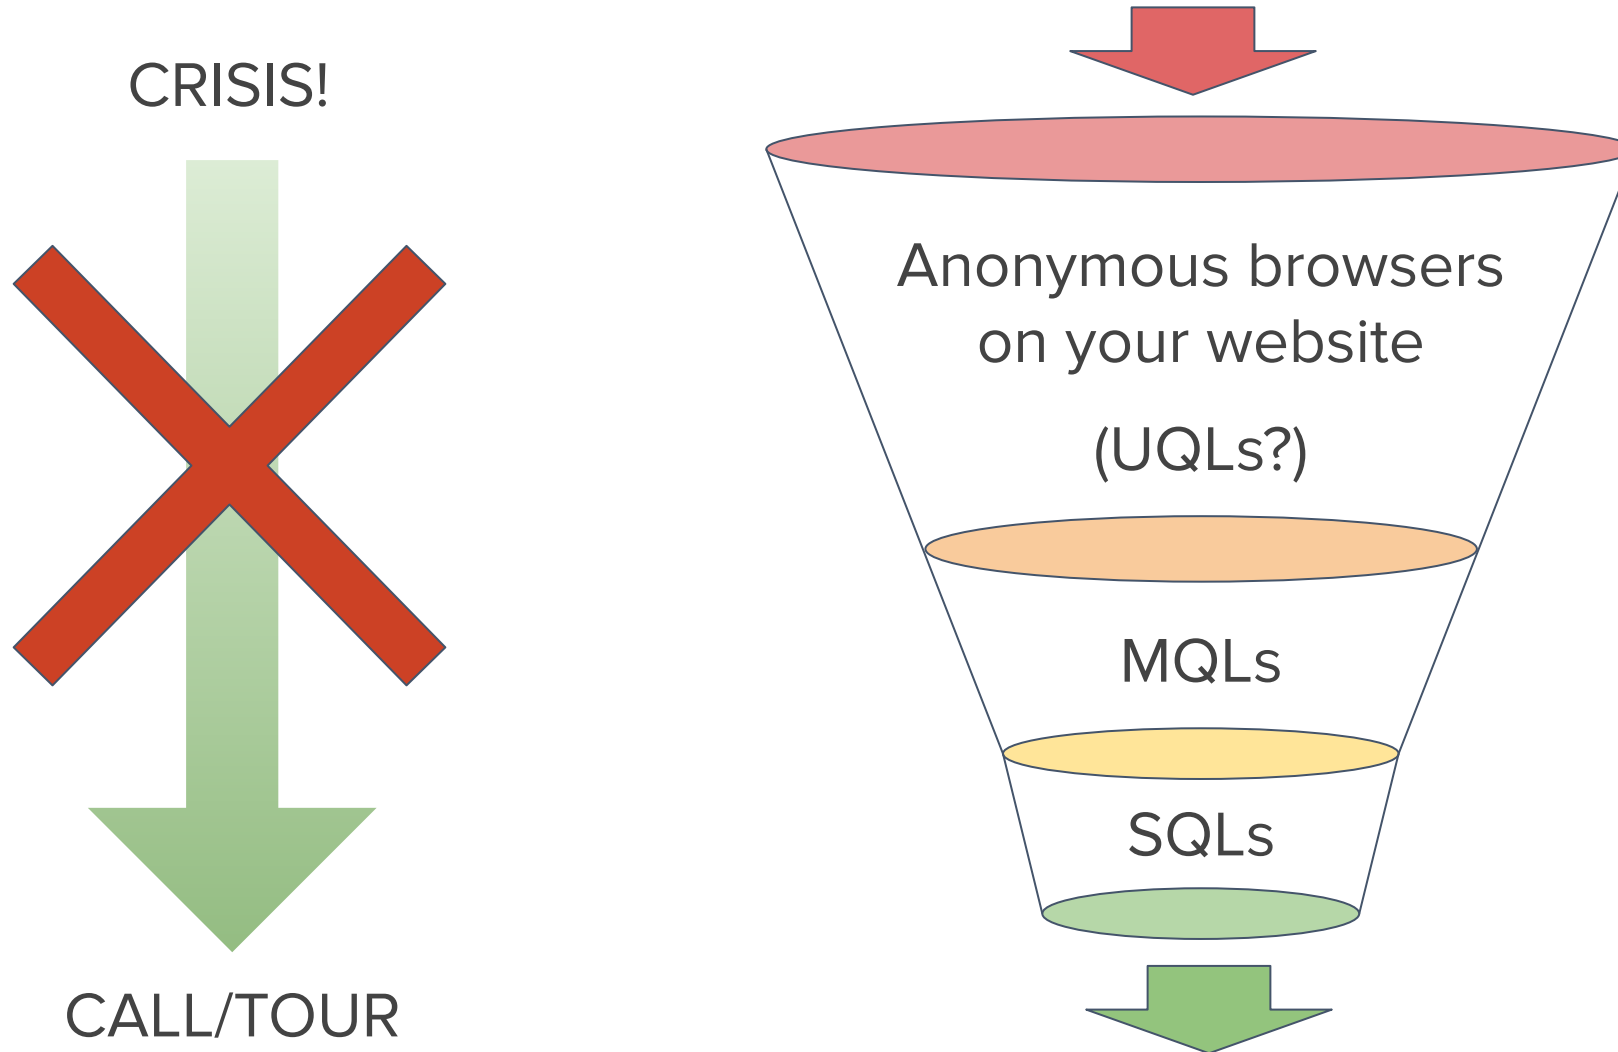 CRISIS!
CALL/TOUR
Anonymous browsers
on your website
(UQLs?)
MQLs
SQLs